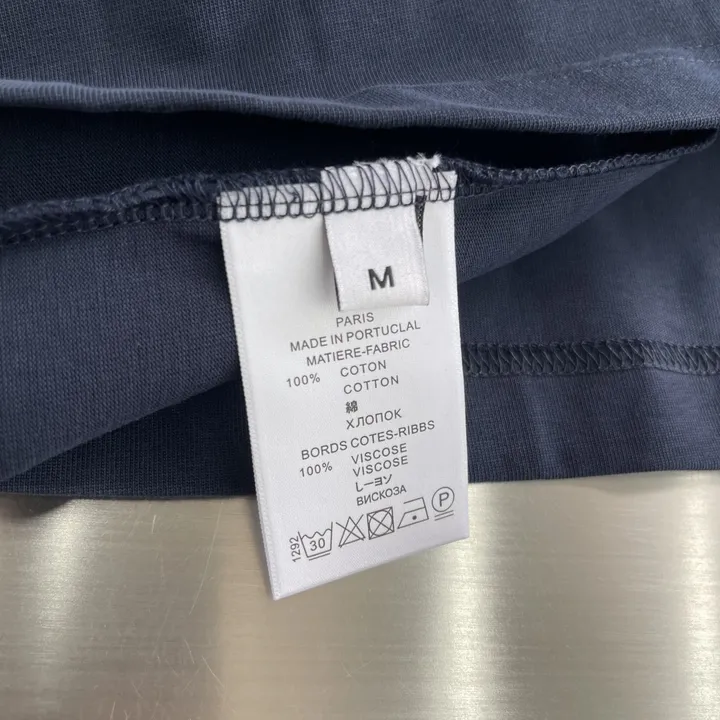 M
PARIS
MADE IN PORTUCLAL
MATIERE-FABRIC
100% COTON
COTTON
綿
ХЛОПОК
BORDS COTES-RIBBS
100% VISCOSE
VISCOSE
レーヨン
ВИСКОЗА
1292 30 P